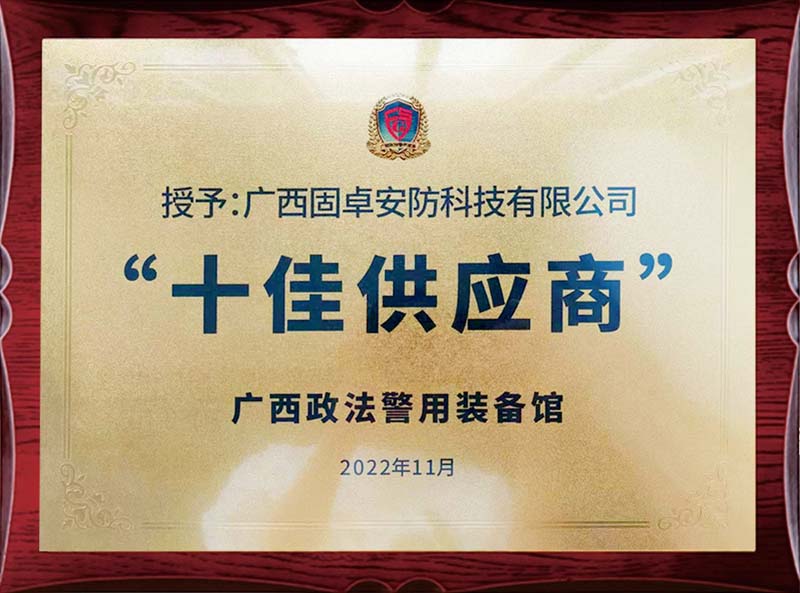 授予:广西固卓安防科技有限公司
“十佳供应商”
广西政法警用装备馆
2022年11月